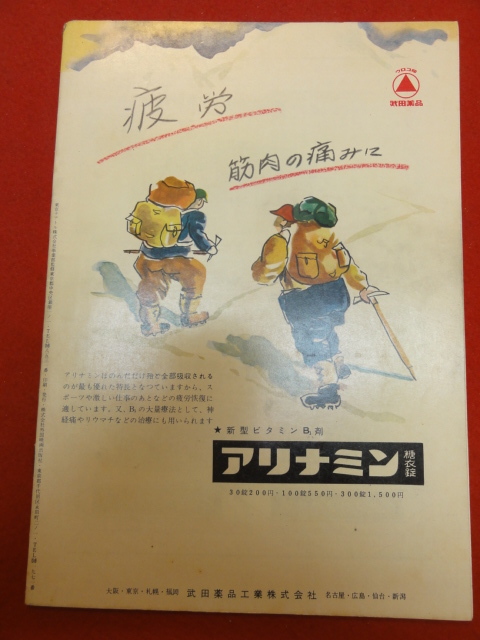 ウロコ印
武田薬品
疲労
筋肉の痛みに
アリナミンはのんだだけ殆ど全部吸収される
のが最も優れた特長となっていますから、ス
ポーツや激しい仕事のあとなどの疲労恢復に
適しています。又、B₁の大量療法として、神
経痛やリウマチなどの治療にも用いられます
★新型ビタミンB₁剤
アリナミン糖衣錠
30錠200円・100錠550円・300錠1,500円
大阪・東京・札幌・福岡 武田薬品工業株式会社 名古屋・広島・仙台・新潟